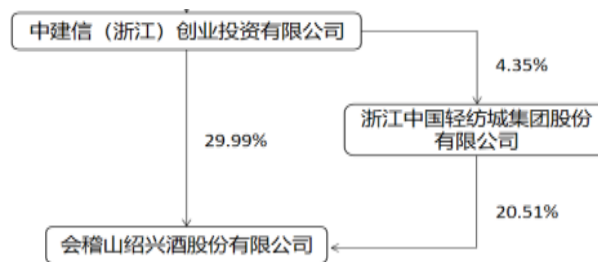 中建信（浙江）创业投资有限公司
4.35%
浙江中国轻纺城集团股份
有限公司
29.99%
20.51%
会稽山绍兴酒股份有限公司